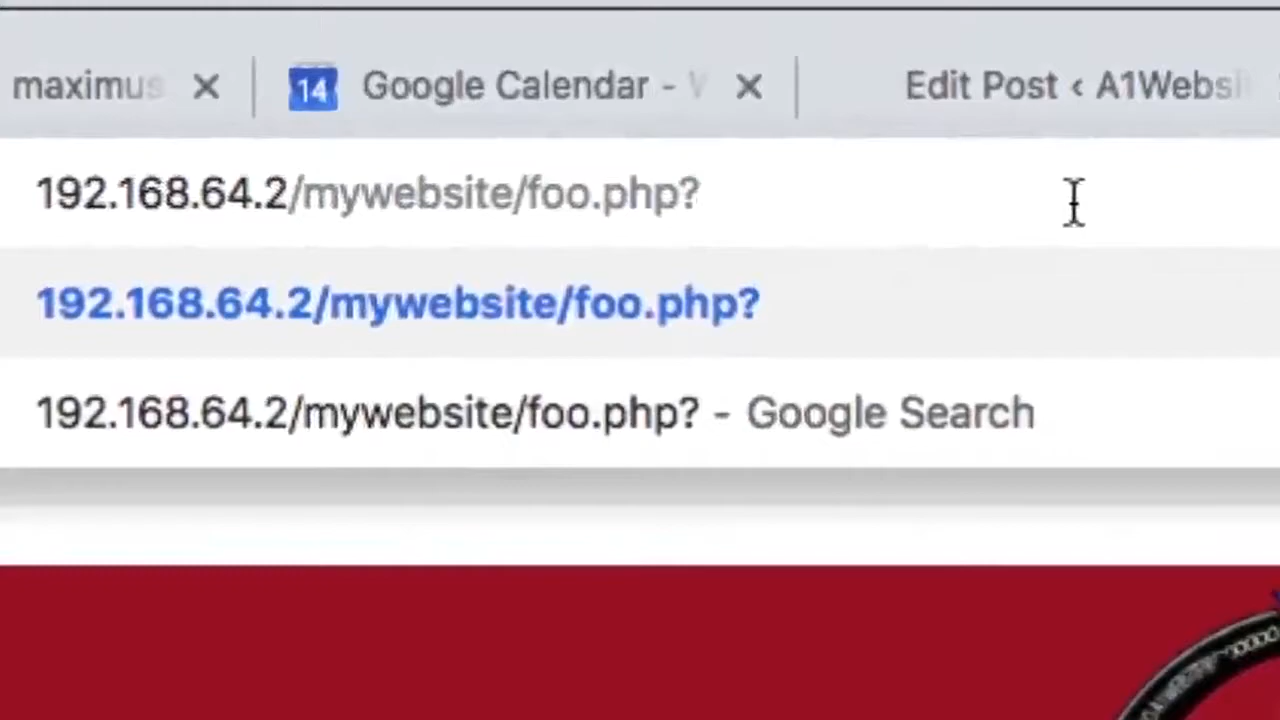 maximus Google Calendar - Edit Post ‹ A1Websi
192.168.64.2/mywebsite/foo.php?
192.168.64.2/mywebsite/foo.php?
192.168.64.2/mywebsite/foo.php? - Google Search
14